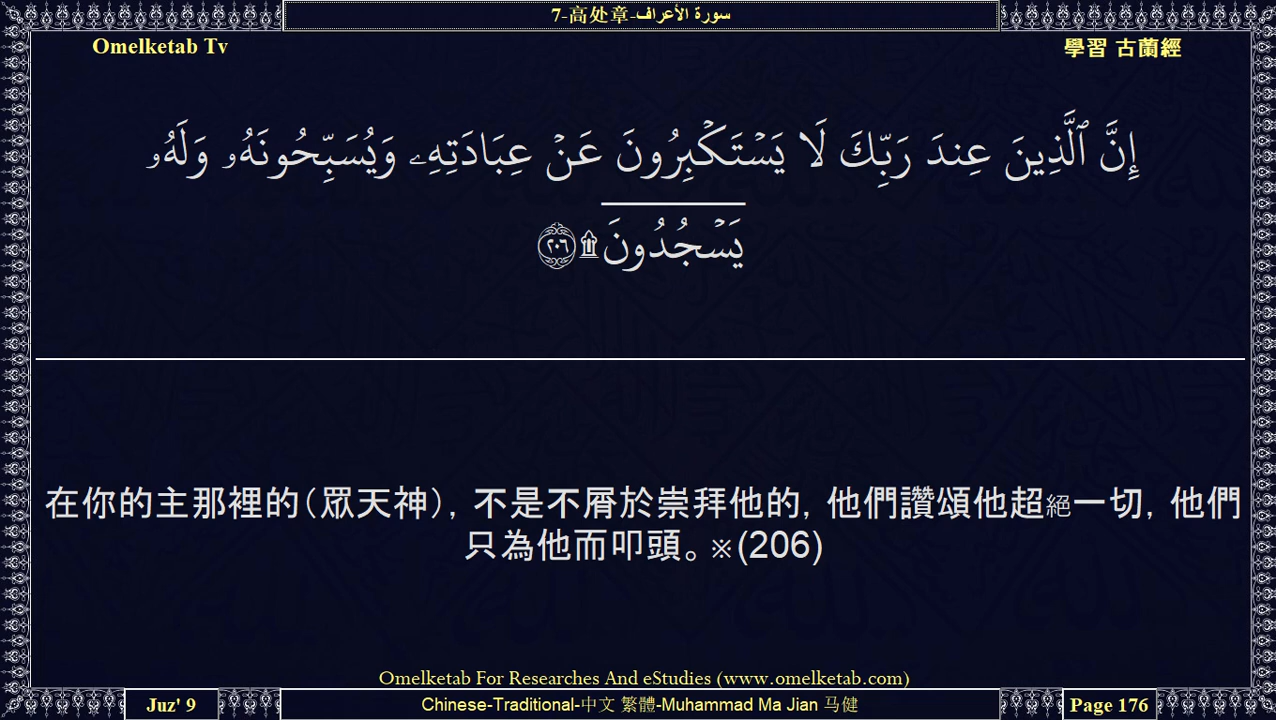 7-高处章-سورة الأعراف
Omelketab Tv
學習 古蘭經
إِنَّ ٱلَّذِينَ عِندَ رَبِّكَ لَا يَسْتَكْبِرُونَ عَنْ عِبَادَتِهِۦ وَيُسَبِّحُونَهُۥ وَلَهُۥ
يَسْجُدُونَ۩ ﴿٢٠٦﴾
在你的主那裡的(眾天神), 不是不屑於崇拜他的, 他們讚頌他超絕一切, 他們
只為他而叩頭。※(206)
Omelketab For Researches And eStudies (www.omelketab.com)
Juz' 9
Chinese-Traditional-中文 繁體-Muhammad Ma Jian 马健
Page 176